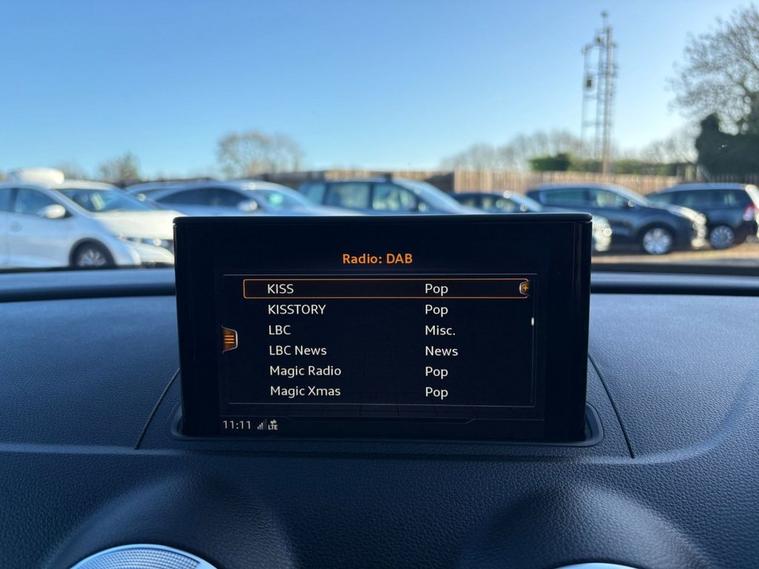 Radio: DAB
KISS Pop
KISSTORY Pop
LBC Misc.
LBC News News
Magic Radio Pop
Magic Xmas Pop
11:11 LTE